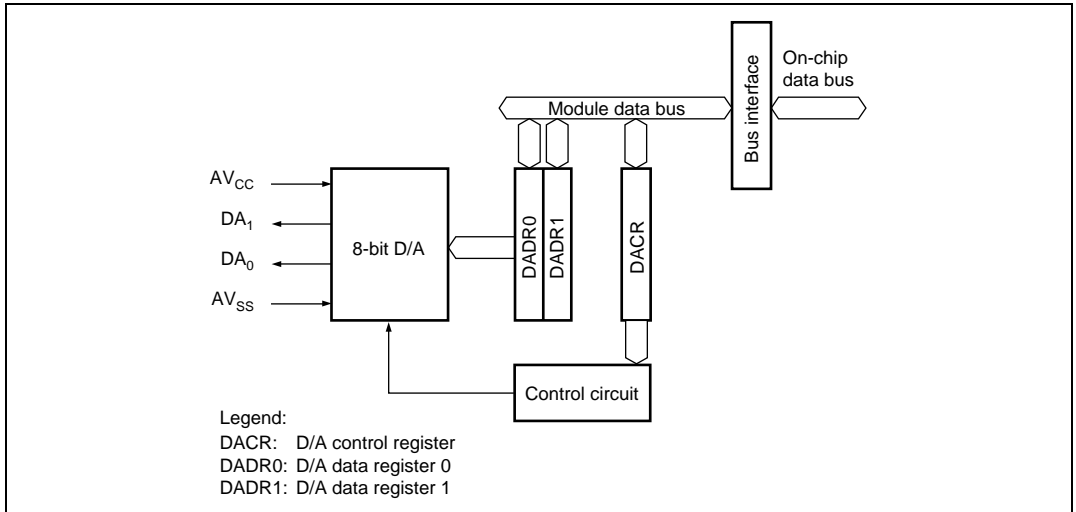 On-chip
data bus
Bus interface
Module data bus
AVCC
DA1
DA0
AVSS
8-bit D/A
DADR0
DADR1
DACR
Control circuit
Legend:
DACR: D/A control register
DADR0: D/A data register 0
DADR1: D/A data register 1